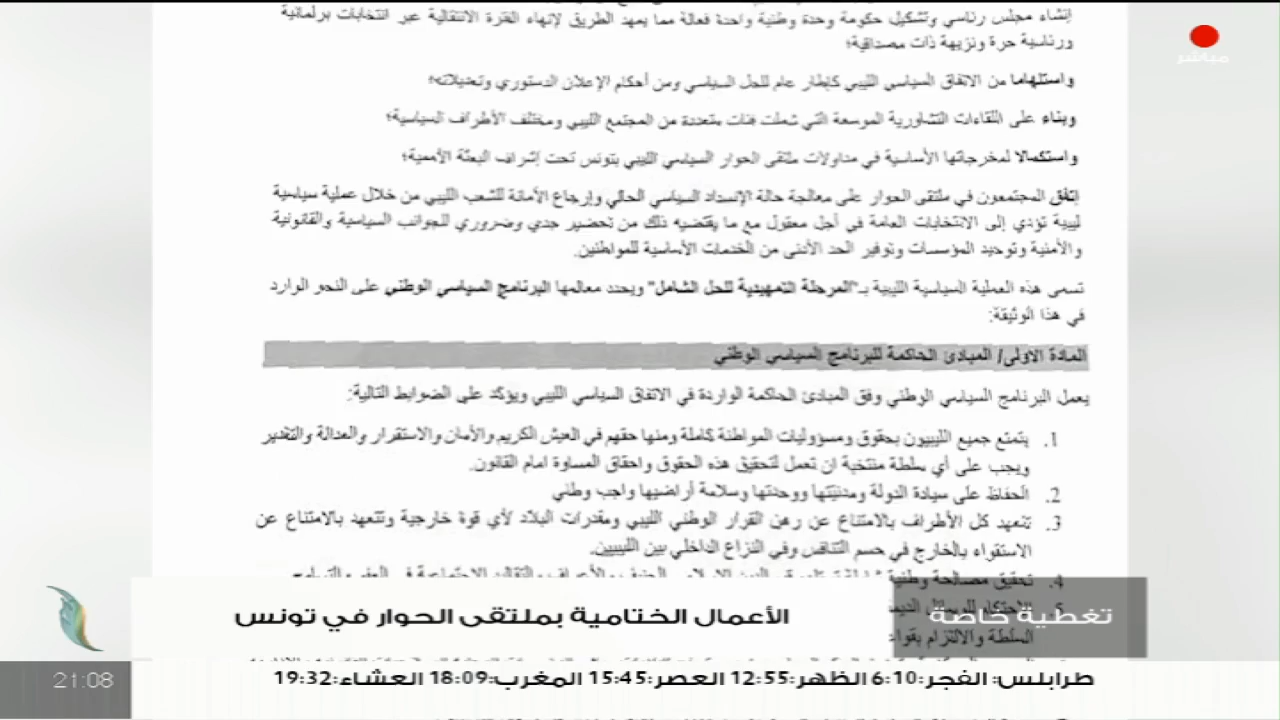 إنشاء مجلس رئاسي وتشكيل حكومة وحدة وطنية واحدة فعالة مما يمهد الطريق لإنهاء الفترة الانتقالية عبر انتخابات برلمانية
ورئاسية حرة ونزيهة ذات مصداقية؛
واستلهاما من الاتفاق السياسي الليبي كإطار عام للحل السياسي ومن أحكام الإعلان الدستوري وتعديلاته؛
وبناء على اللقاءات التشاورية الموسعة التي شملت فئات متعددة من المجتمع الليبي ومختلف الأطراف السياسية؛
واستكمالا لمخرجاتها الأساسية في مداولات ملتقى الحوار السياسي الليبي بتونس تحت إشراف البعثة الأممية؛
إتفق المجتمعون في ملتقى الحوار على معالجة حالة الإنسداد السياسي الحالي وإرجاع الأمانة للشعب الليبي من خلال عملية سياسية
ليبية تؤدي إلى الانتخابات العامة في أجل معقول مع ما يقتضيه ذلك من تحضير جدي وضروري للجوانب السياسية والقانونية
والأمنية وتوحيد المؤسسات وتوفير الحد الأدنى من الخدمات الأساسية للمواطنين.
تسمى هذه العملية السياسية الليبية بـ"المرحلة التمهيدية للحل الشامل" ويحدد معالمها البرنامج السياسي الوطني على النحو الوارد
في هذا الوثيقة:
المادة الاولى/ المبادئ الحاكمة للبرنامج السياسي الوطني
يعمل البرنامج السياسي الوطني وفق المبادئ الحاكمة الواردة في الاتفاق السياسي الليبي ويؤكد على الضوابط التالية:
1. يتمتع جميع الليبيون بحقوق ومسؤوليات المواطنة كاملة ومنها حقهم في العيش الكريم والأمان والاستقرار والعدالة والتقدير
ويجب على أي سلطة منتخبة ان تعمل لتحقيق هذه الحقوق واحقاق المساوة امام القانون.
2. الحفاظ على سيادة الدولة ومدنيتها ووحدتها وسلامة أراضيها واجب وطني
3. تتعهد كل الأطراف بالامتناع عن رهن القرار الوطني الليبي ومقدرات البلاد لأي قوة خارجية وتتعهد بالامتناع عن
الاستقواء بالخارج في حسم التنافس وفي النزاع الداخلي بين الليبيين.
4. تحقيق مصالحة وطنية
5. الاحتكام للوسائل
السلطة والالتزام
مباشر
تغطية خاصة
الأعمال الختامية بملتقى الحوار في تونس
21:08
طرابلس: الفجر:6:10 الظهر:12:55 العصر:15:45 المغرب:18:09 العشاء:19:32